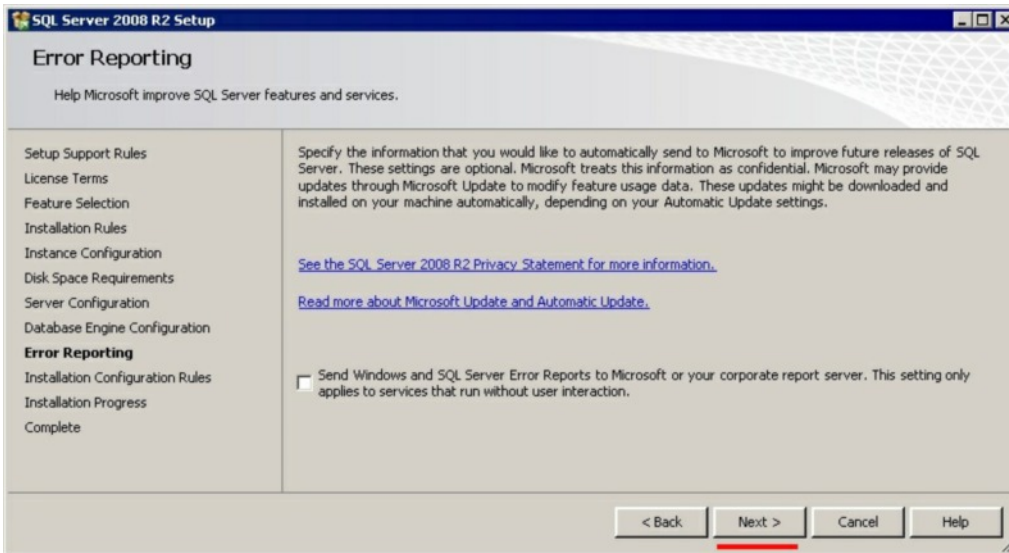 SQL Server 2008 R2 Setup
Error Reporting
Help Microsoft improve SQL Server features and services.
Setup Support Rules
License Terms
Feature Selection
Installation Rules
Instance Configuration
Disk Space Requirements
Server Configuration
Database Engine Configuration
Error Reporting
Installation Configuration Rules
Installation Progress
Complete
Specify the information that you would like to automatically send to Microsoft to improve future releases of SQL
Server. These settings are optional. Microsoft treats this information as confidential. Microsoft may provide
updates through Microsoft Update to modify feature usage data. These updates might be downloaded and
installed on your machine automatically, depending on your Automatic Update settings.
See the SQL Server 2008 R2 Privacy Statement for more information.
Read more about Microsoft Update and Automatic Update.
Send Windows and SQL Server Error Reports to Microsoft or your corporate report server. This setting only
applies to services that run without user interaction.
< Back
Next >
Cancel
Help